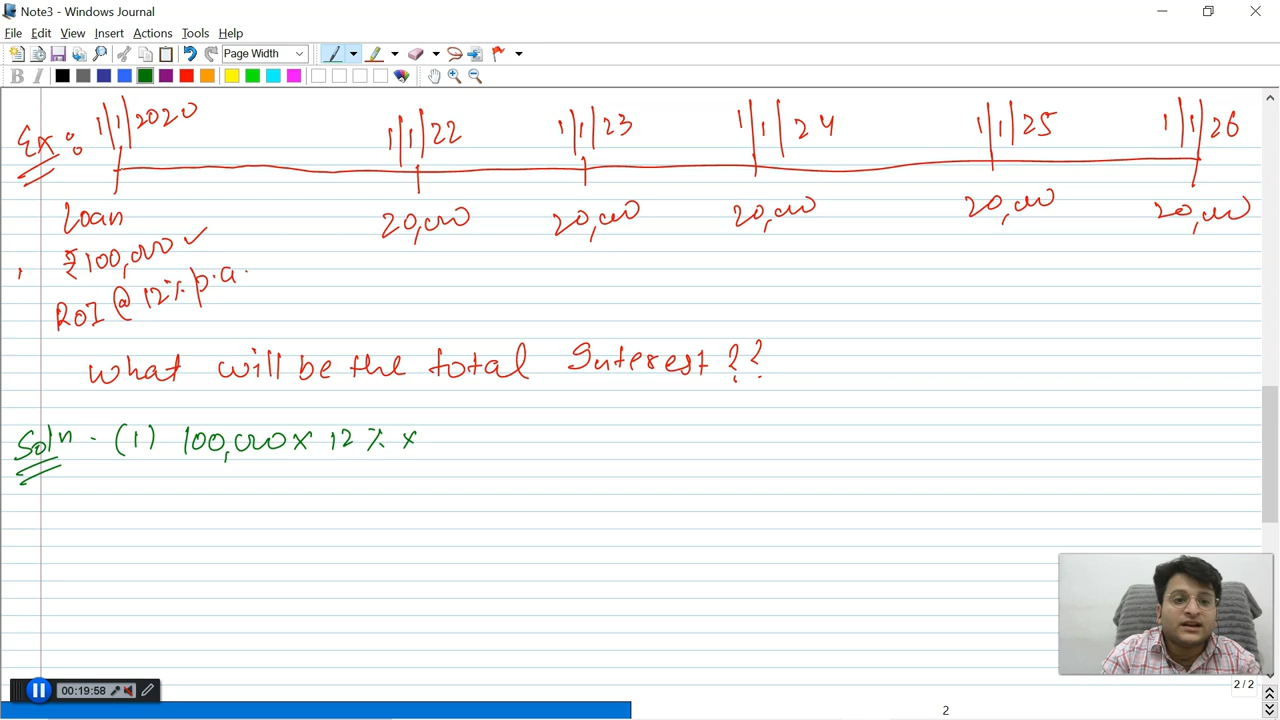 Note3 - Windows Journal
File Edit View Insert Actions Tools Help
Page Width
B I
Ex: 1|1|2020 1|1|22 1|1|23 1|1|24 1|1|25 1|1|26
Loan 20,000 20,000 20,000 20,000 20,000
₹100,000 ✓
RoI @ 12% p.a.
What will be the total Interest??
Soln - (1) 100,000 x 12% x
00:19:58
2 / 2
2